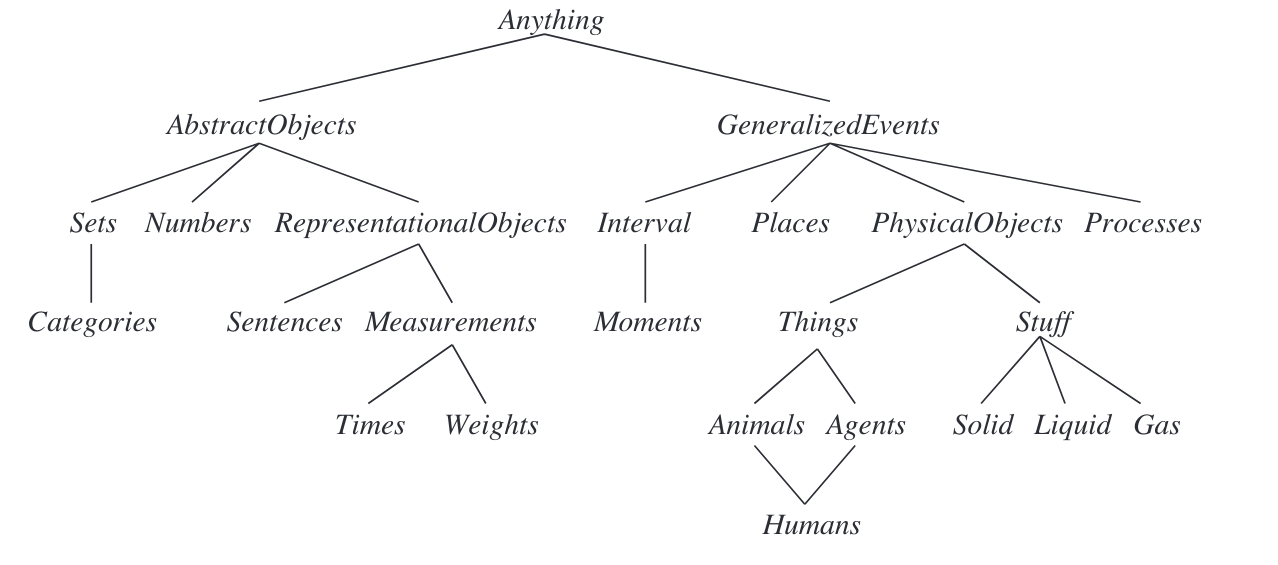 Anything
AbstractObjects GeneralizedEvents
Sets Numbers RepresentationalObjects Interval Places PhysicalObjects Processes
Categories Sentences Measurements Moments Things Stuff
Times Weights Animals Agents Solid Liquid Gas
Humans